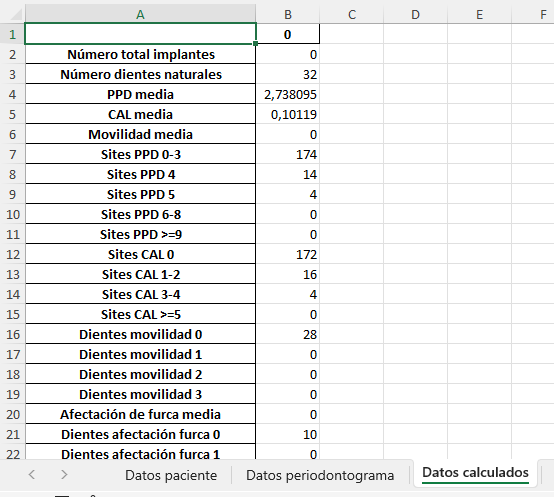 A B C D E F
1 0
2 Número total implantes 0
3 Número dientes naturales 32
4 PPD media 2,738095
5 CAL media 0,10119
6 Movilidad media 0
7 Sites PPD 0-3 174
8 Sites PPD 4 14
9 Sites PPD 5 4
10 Sites PPD 6-8 0
11 Sites PPD >=9 0
12 Sites CAL 0 172
13 Sites CAL 1-2 16
14 Sites CAL 3-4 4
15 Sites CAL >=5 0
16 Dientes movilidad 0 28
17 Dientes movilidad 1 0
18 Dientes movilidad 2 0
19 Dientes movilidad 3 0
20 Afectación de furca media 0
21 Dientes afectación furca 0 10
22 Dientes afectación furca 1 0
Datos paciente Datos periodontograma Datos calculados